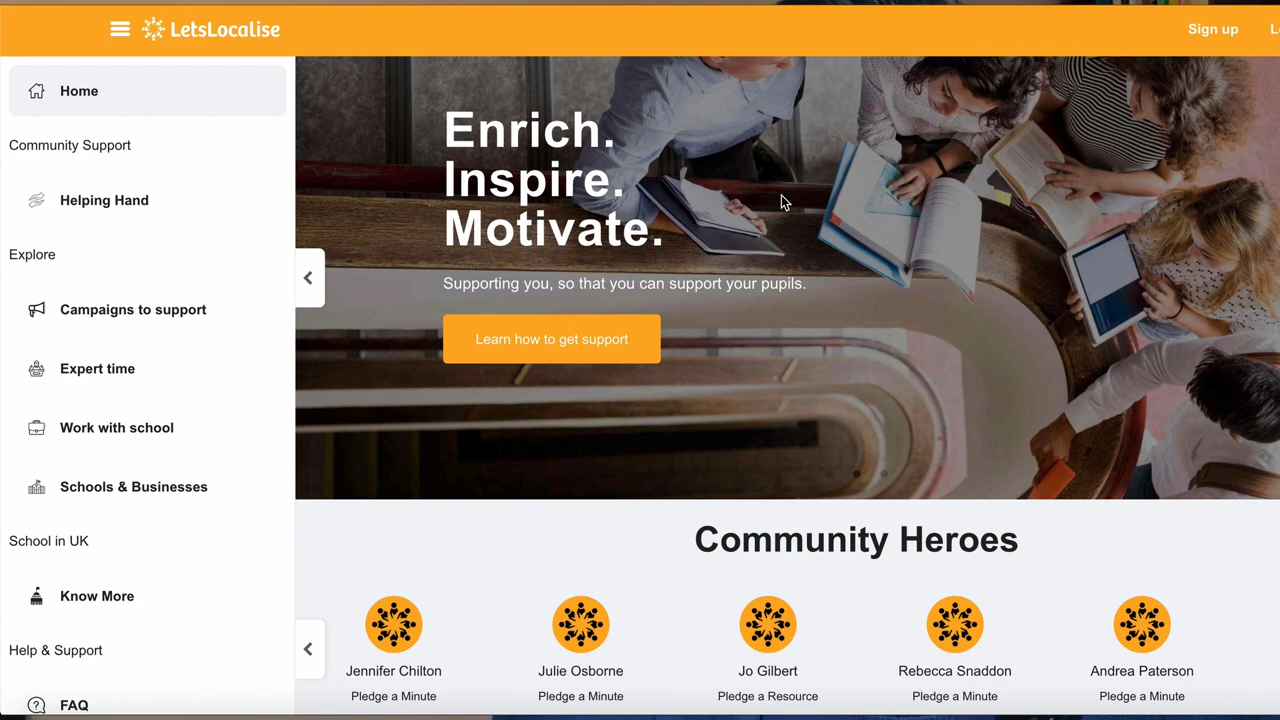 LetsLocalise
Sign up
Home
Community Support
Helping Hand
Explore
Campaigns to support
Expert time
Work with school
Schools & Businesses
School in UK
Know More
Help & Support
FAQ
Enrich.
Inspire.
Motivate.
Supporting you, so that you can support your pupils.
Learn how to get support
Community Heroes
Jennifer Chilton
Julie Osborne
Jo Gilbert
Rebecca Snaddon
Andrea Paterson
Pledge a Minute
Pledge a Minute
Pledge a Resource
Pledge a Minute
Pledge a Minute